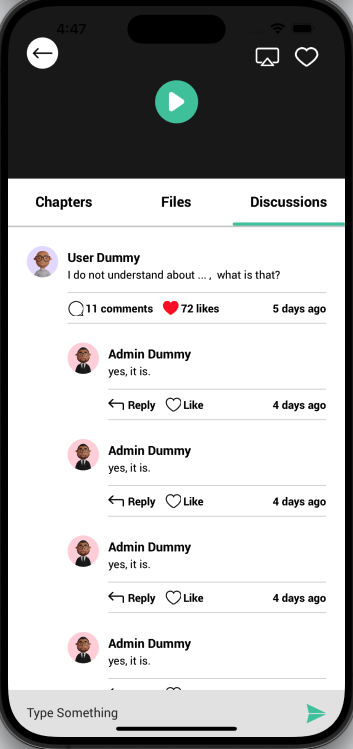 4:47
Chapters Files Discussions
User Dummy
I do not understand about ... , what is that?
11 comments 72 likes 5 days ago
Admin Dummy
yes, it is.
Reply Like 4 days ago
Admin Dummy
yes, it is.
Reply Like 4 days ago
Admin Dummy
yes, it is.
Reply Like 4 days ago
Admin Dummy
yes, it is.
Type Something